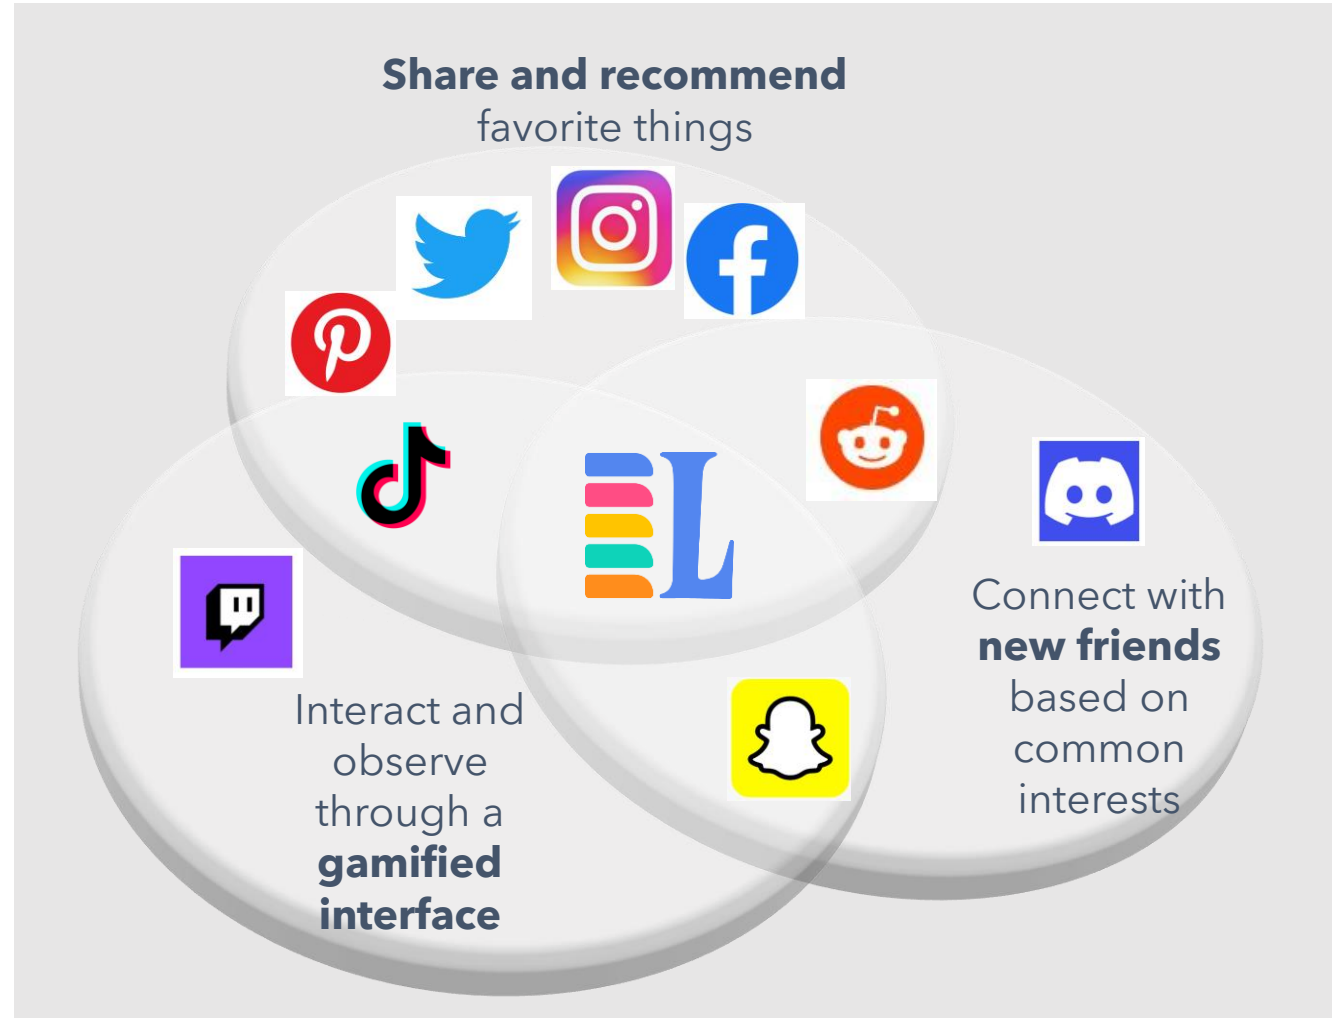 Share and recommend
favorite things
L
Connect with
new friends
based on
common
interests
Interact and
observe
through a
gamified
interface